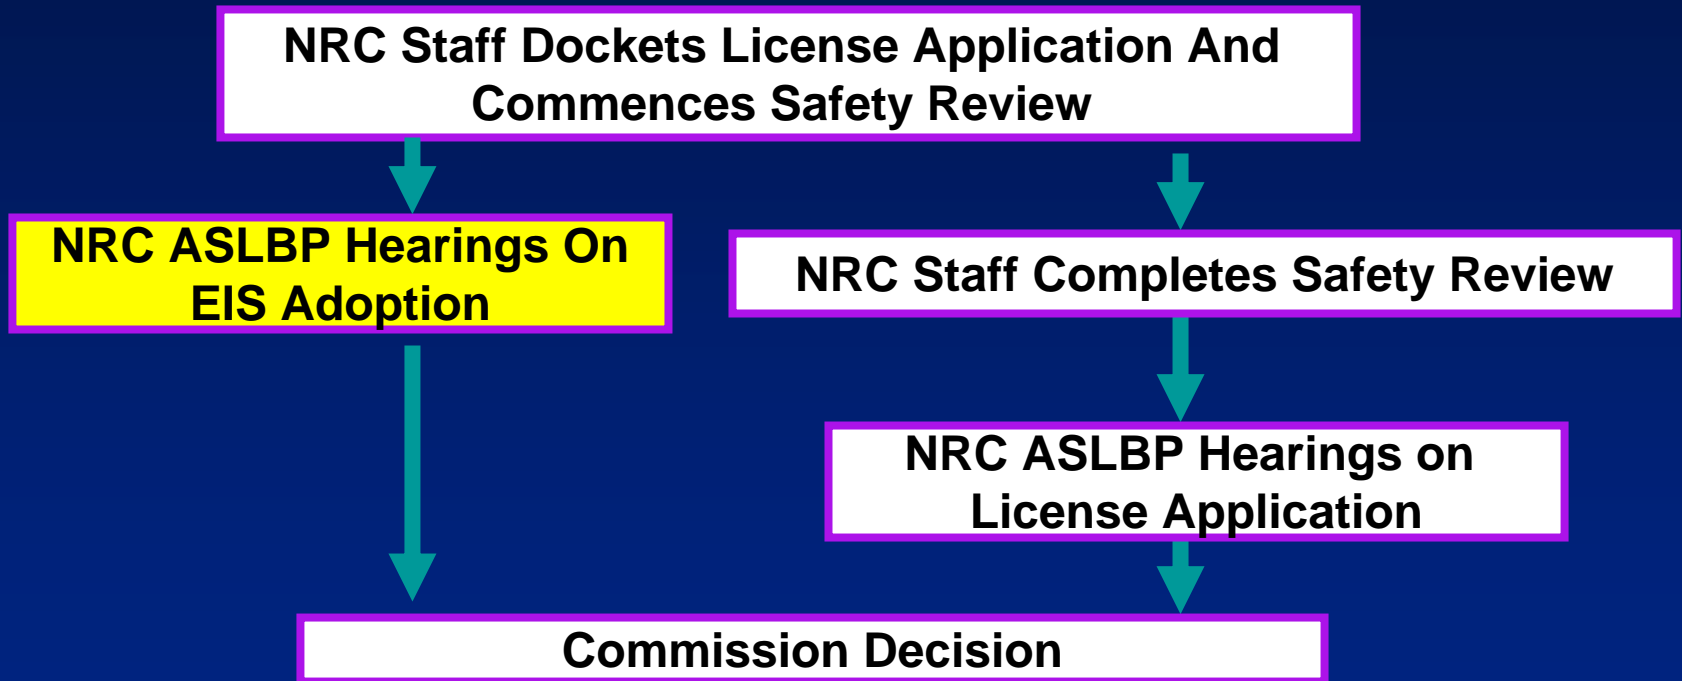 NRC Staff Dockets License Application And
Commences Safety Review
NRC ASLBP Hearings On
EIS Adoption
NRC Staff Completes Safety Review
NRC ASLBP Hearings on
License Application
Commission Decision